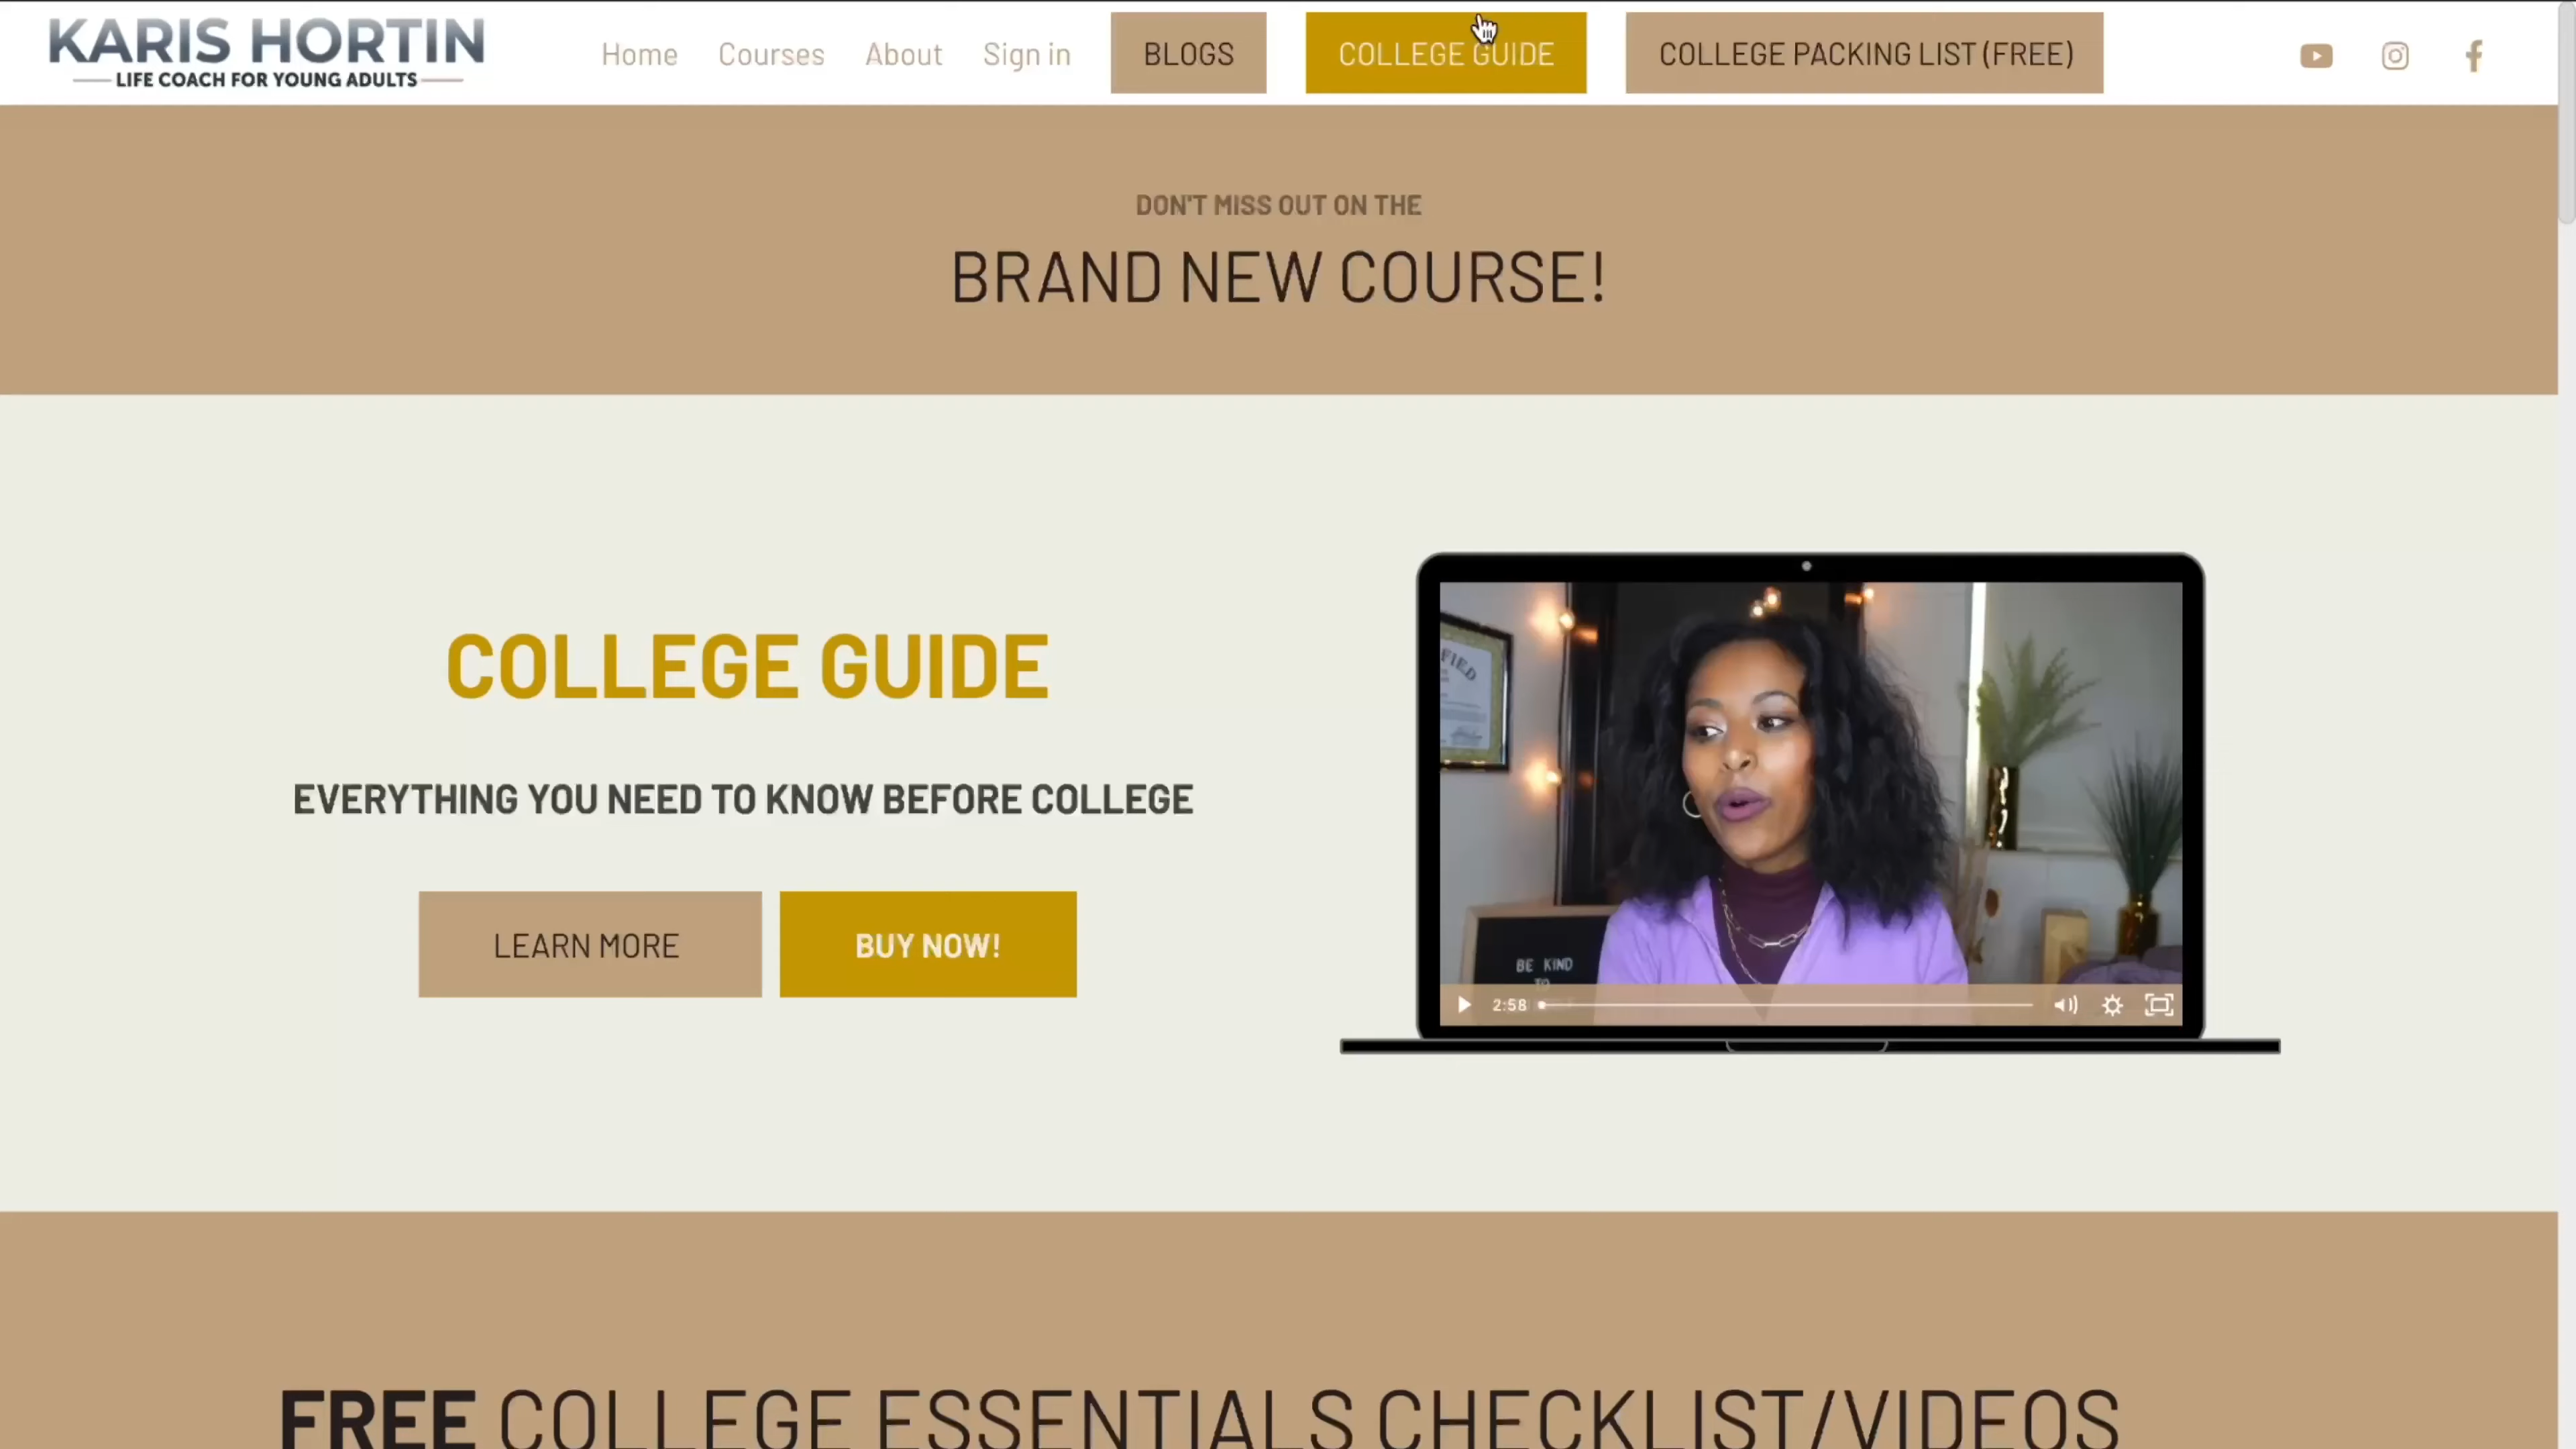 KARIS HORTIN
LIFE COACH FOR YOUNG ADULTS
Home
Courses
About
Sign in
BLOGS
COLLEGE GUIDE
COLLEGE PACKING LIST (FREE)
DON'T MISS OUT ON THE
BRAND NEW COURSE!
COLLEGE GUIDE
EVERYTHING YOU NEED TO KNOW BEFORE COLLEGE
LEARN MORE
BUY NOW!
FIED
BE KIND
TO
2:58
FREE COLLEGE ESSENTIALS CHECKLIST/VIDEOS